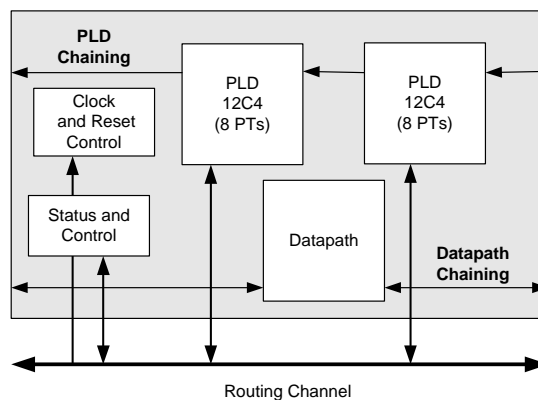 PLD
Chaining
PLD
12C4
(8 PTs)
PLD
12C4
(8 PTs)
Clock
and Reset
Control
Status and
Control
Datapath
Datapath
Chaining
Routing Channel